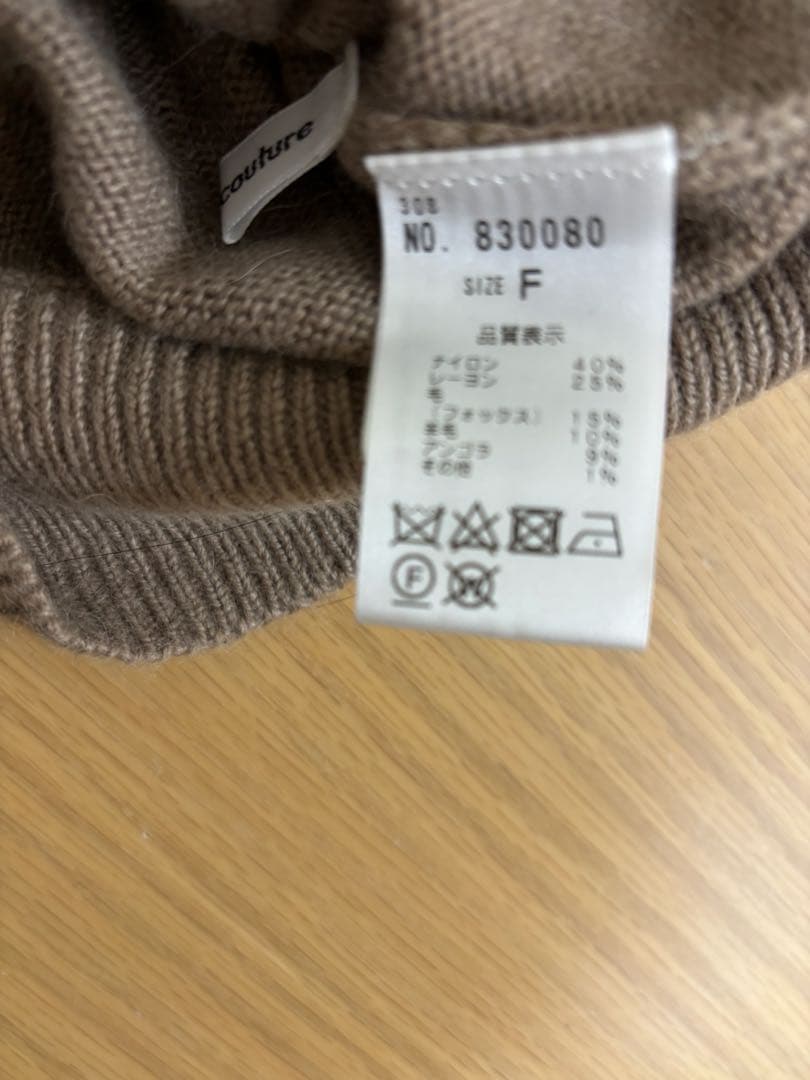 couture
308
NO. 830080
SIZE F
品質表示
ナイロン 40%
レーヨン 25%
毛
(フォックス) 15%
羊毛 10%
アンゴラ 9%
その他 1%
F
W